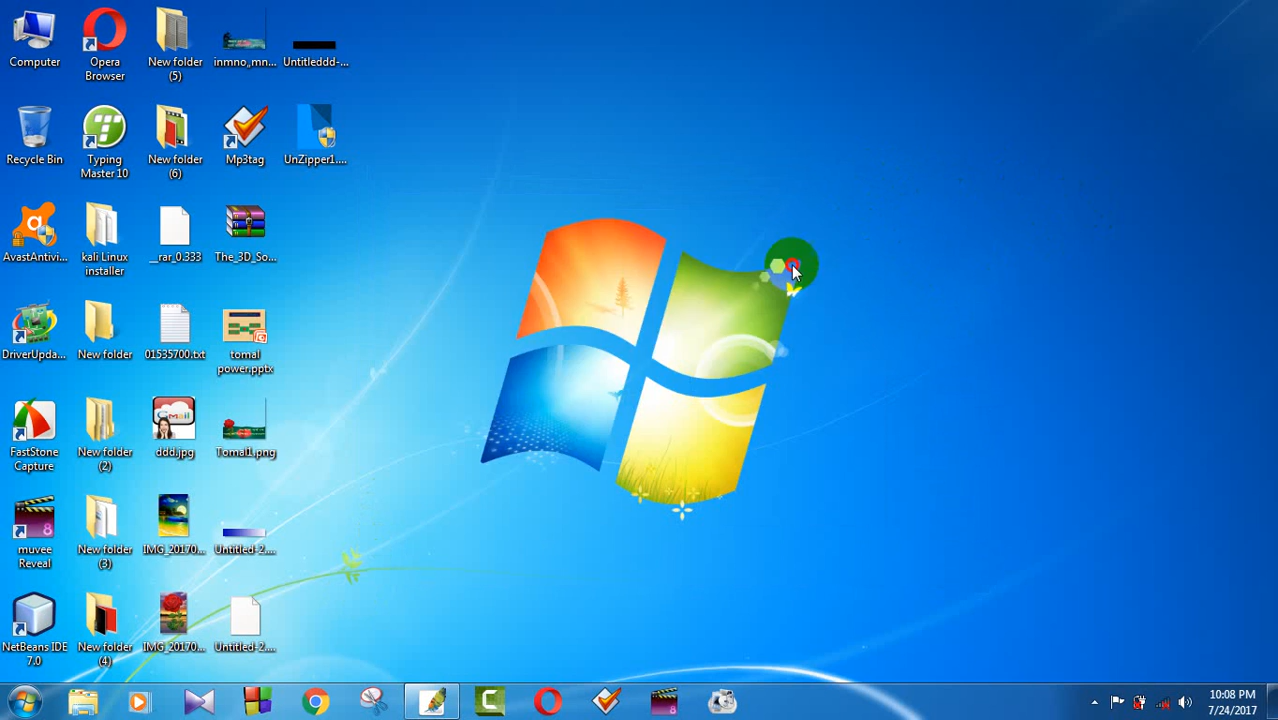 Computer
Opera
Browser
New folder
(5)
inmno,,mn...
Untitleddd-...
Recycle Bin
Typing
Master 10
New folder
(6)
Mp3tag
UnZipper1....
AvastAntivi...
kali Linux
installer
__rar_0.333
The_3D_So...
DriverUpda...
New folder
01535700.txt
tomal
power.pptx
FastStone
Capture
New folder
(2)
Gmail
ddd.jpg
Tomal1.png
muvee
Reveal
New folder
(3)
IMG_20170...
Untitled-2....
NetBeans IDE
7.0
New folder
(4)
IMG_20170...
Untitled-2....
10:08 PM
7/24/2017